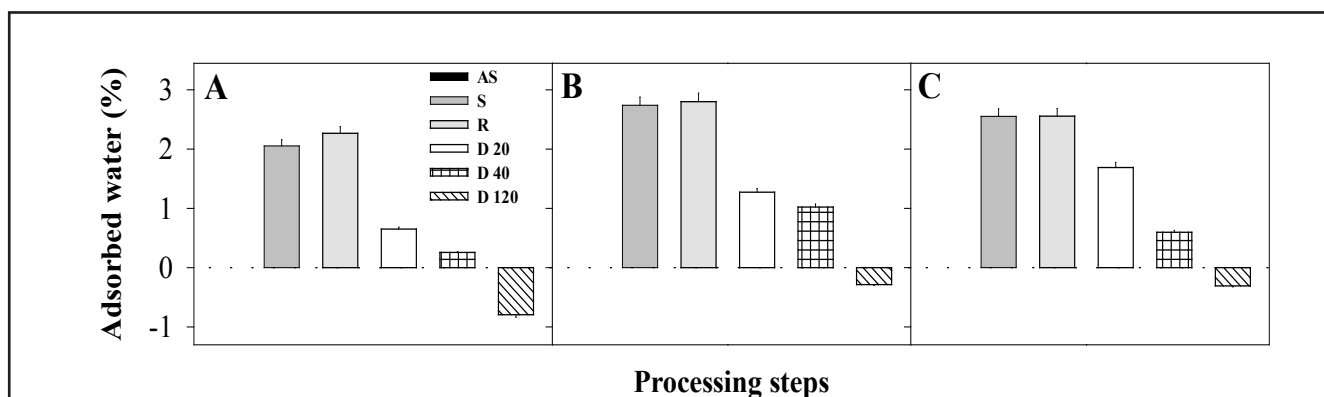 Adsorbed water (%)
3
2
1
0
-1
A
AS
S
R
D 20
D 40
D 120
B
C
Processing steps